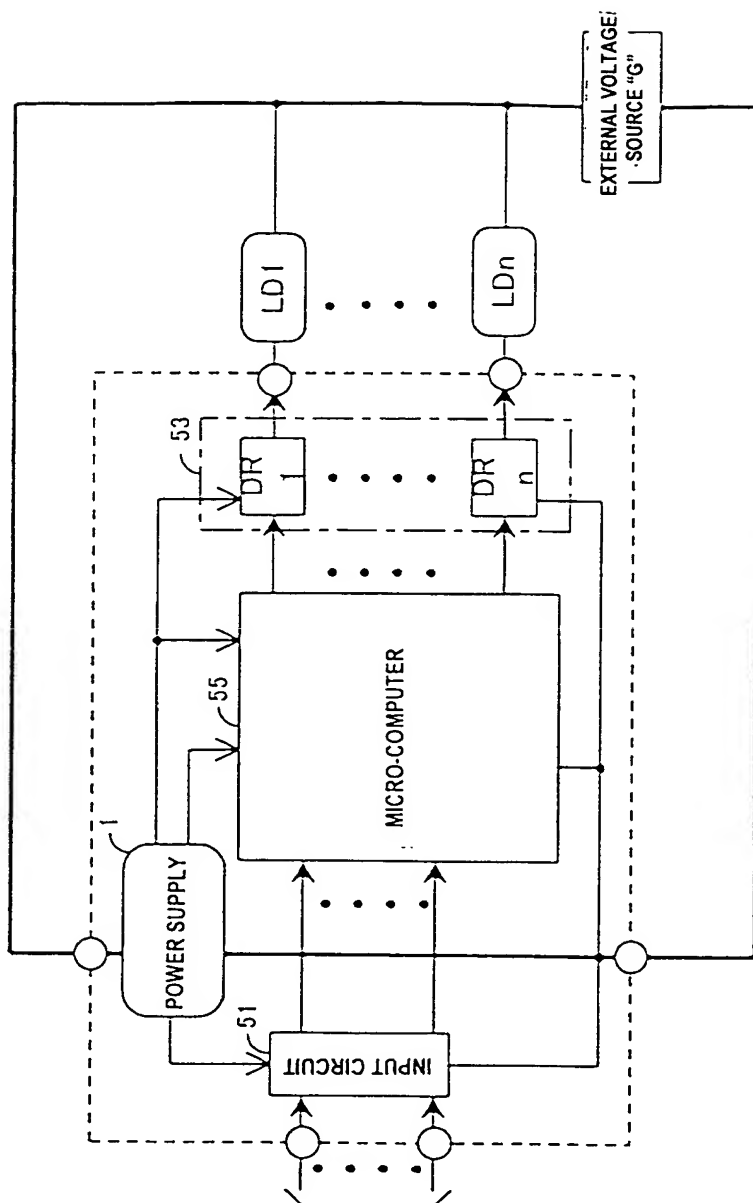 EXTERNAL VOLTAGE
SOURCE "G"
LD1
LDn
53
DR
1
DR
n
55
MICRO-COMPUTER
1
POWER SUPPLY
51
INPUT CIRCUIT